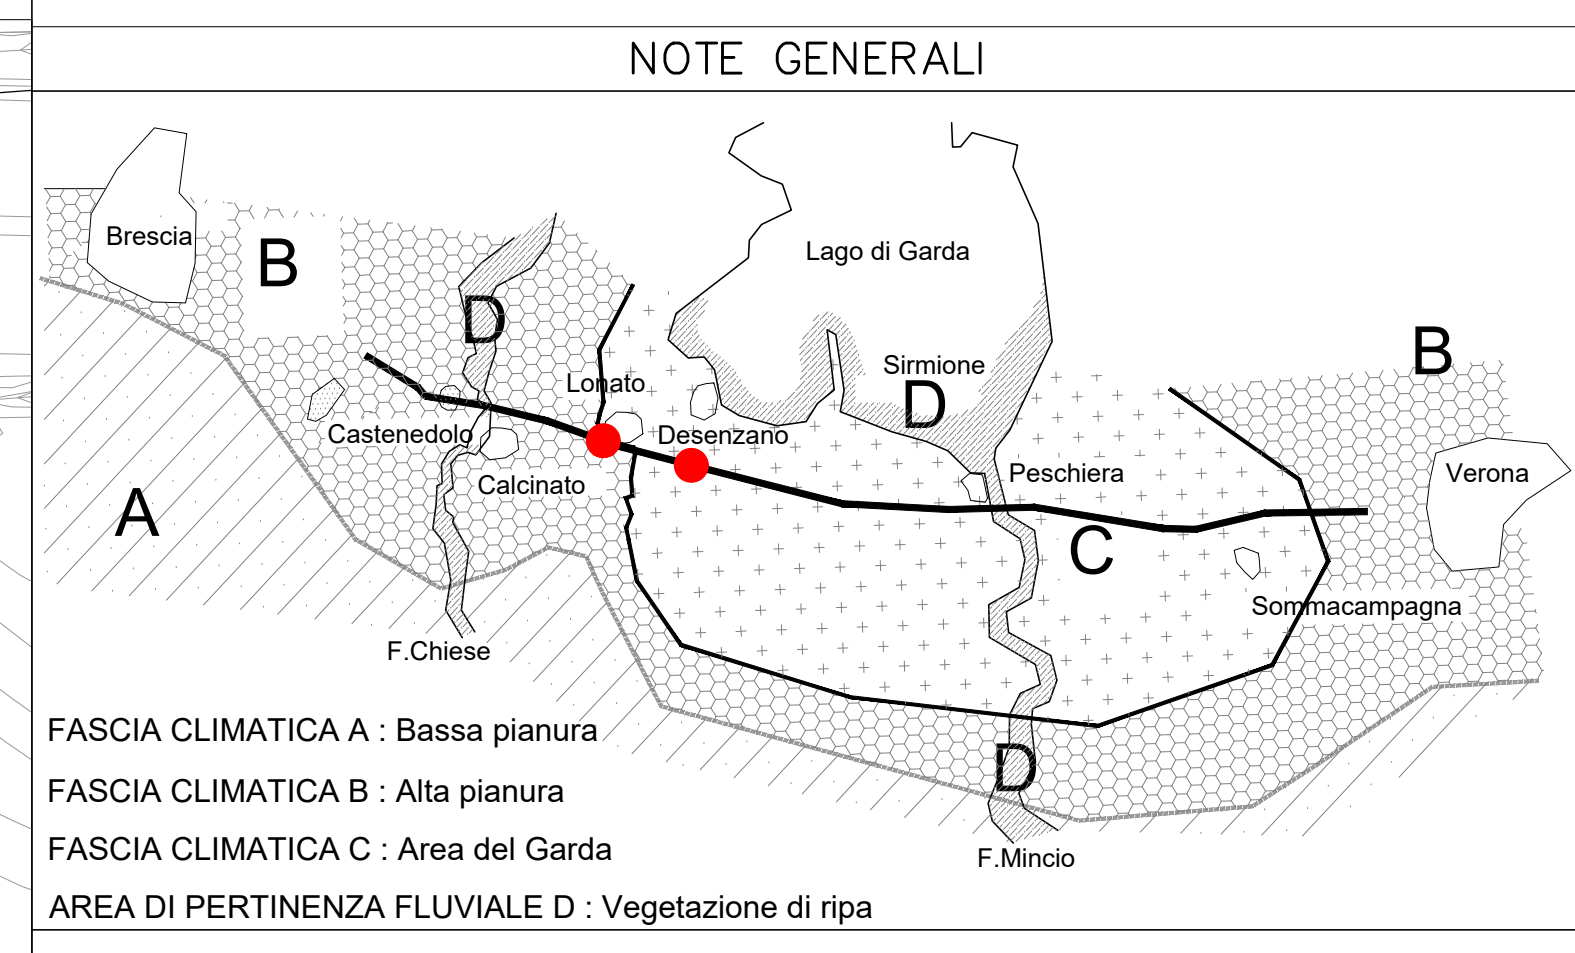 NOTE GENERALI
Brescia
B
Lago di Garda
D
Sirmione
B
Lonato
D
Castenedolo
Desenzano
Calcinato
Peschiera
Verona
A
C
Sommacampagna
F.Chiese
D
F.Mincio
FASCIA CLIMATICA A : Bassa pianura
FASCIA CLIMATICA B : Alta pianura
FASCIA CLIMATICA C : Area del Garda
AREA DI PERTINENZA FLUVIALE D : Vegetazione di ripa